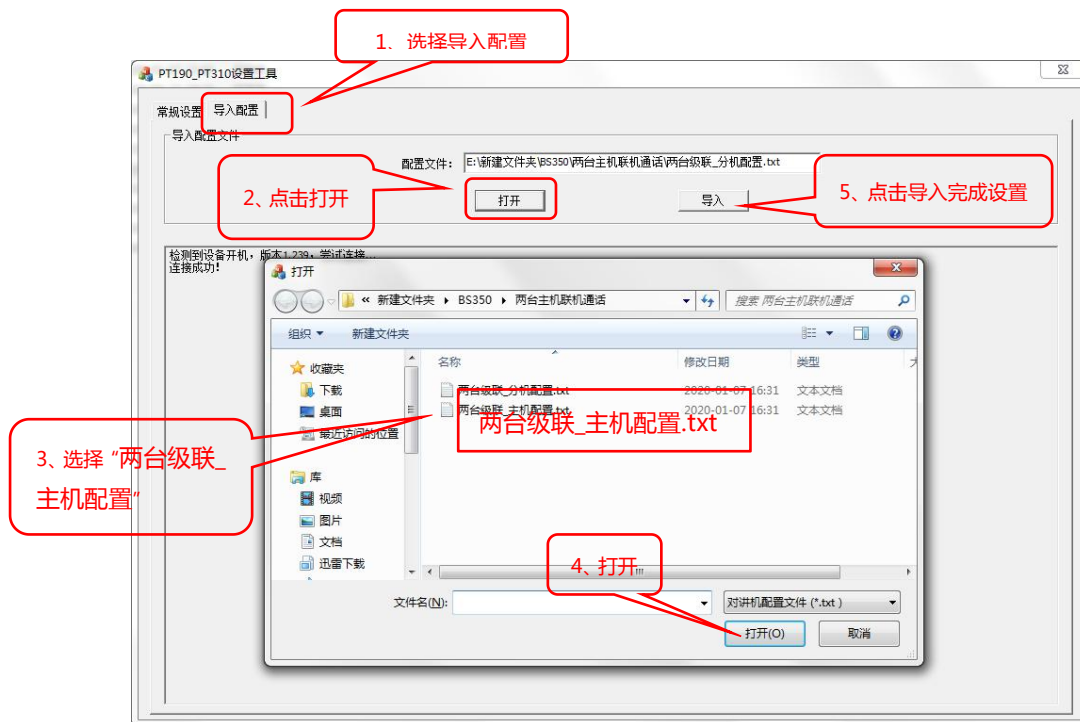 1、选择导入配置
PT190_PT310设置工具
常规设置 导入配置
导入配置文件
配置文件: E:\新建文件夹\BS350\两台主机联机通话\两台级联_分机配置.txt
2、点击打开
打开
导入
5、点击导入完成设置
检测到设备开机，版本1.239，尝试连接...
连接成功!
打开
« 新建文件夹 BS350 两台主机联机通话
搜索 两台主机联机通话
组织 新建文件夹
名称 修改日期 类型 大
收藏夹
下载
桌面
最近访问的位置
库
视频
图片
文档
迅雷下载
两台级联_分机配置.txt 2020-01-07 16:31 文本文档
两台级联_主机配置.txt 2020-01-07 16:31 文本文档
两台级联_主机配置.txt
3、选择“两台级联_
主机配置”
4、打开
文件名(N):
对讲机配置文件 (*.txt )
打开(O) 取消